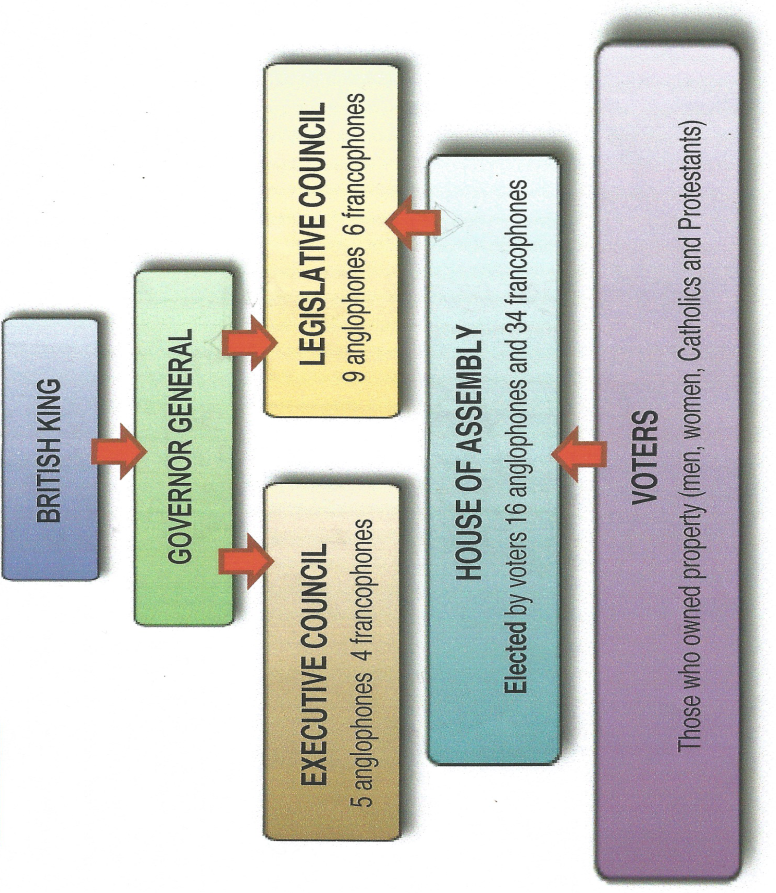 BRITISH KING
GOVERNOR GENERAL
EXECUTIVE COUNCIL
5 anglophones 4 francophones
LEGISLATIVE COUNCIL
9 anglophones 6 francophones
HOUSE OF ASSEMBLY
Elected by voters 16 anglophones and 34 francophones
VOTERS
Those who owned property (men, women, Catholics and Protestants)